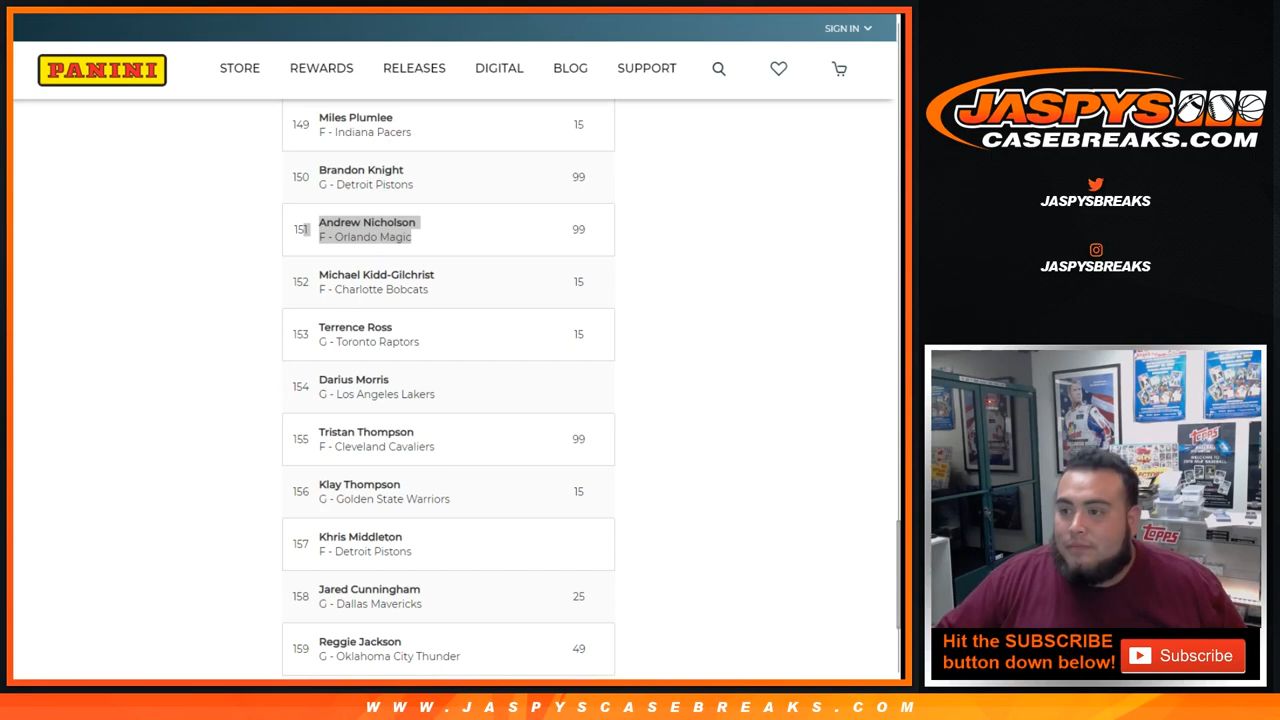 SIGN IN
PANINI
STORE REWARDS RELEASES DIGITAL BLOG SUPPORT
149 Miles Plumlee 15
F - Indiana Pacers
150 Brandon Knight 99
G - Detroit Pistons
151 Andrew Nicholson 99
F - Orlando Magic
152 Michael Kidd-Gilchrist 15
F - Charlotte Bobcats
153 Terrence Ross 15
G - Toronto Raptors
154 Darius Morris
G - Los Angeles Lakers
155 Tristan Thompson 99
F - Cleveland Cavaliers
156 Klay Thompson 15
G - Golden State Warriors
157 Khris Middleton
F - Detroit Pistons
158 Jared Cunningham 25
G - Dallas Mavericks
159 Reggie Jackson 49
G - Oklahoma City Thunder
JASPYS
CASEBREAKS.COM
JASPYSBREAKS
JASPYSBREAKS
TOPPS
TOPPS
Hit the SUBSCRIBE
button down below!
Subscribe
WWW.JASPYSCASEBREAKS.COM